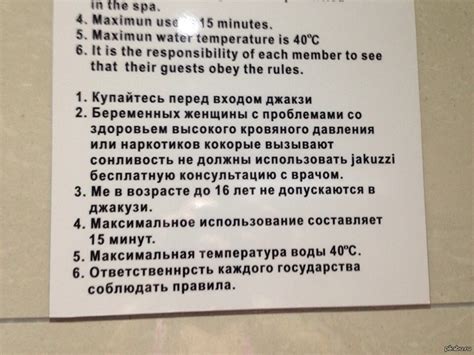 in the spa.
4. Maximun use is 15 minutes.
5. Maximun water temperature is 40ºC
6. It is the responsibility of each member to see
that their guests obey the rules.
1. Купайтесь перед входом джакзи
2. Беременных женщины с проблемами со
здоровьем высокого кровяного давления
или наркотиков кокорые вызывают
сонливость не должны использовать jakuzzi
бесплатную консультацию с врачом.
3. Ме в возрасте до 16 лет не допускаются в
джакузи.
4. Максимальное использование составляет
15 минут.
5. Максимальная температура воды 40ºC.
6. Ответственнрсть каждого государства
соблюдать правила.